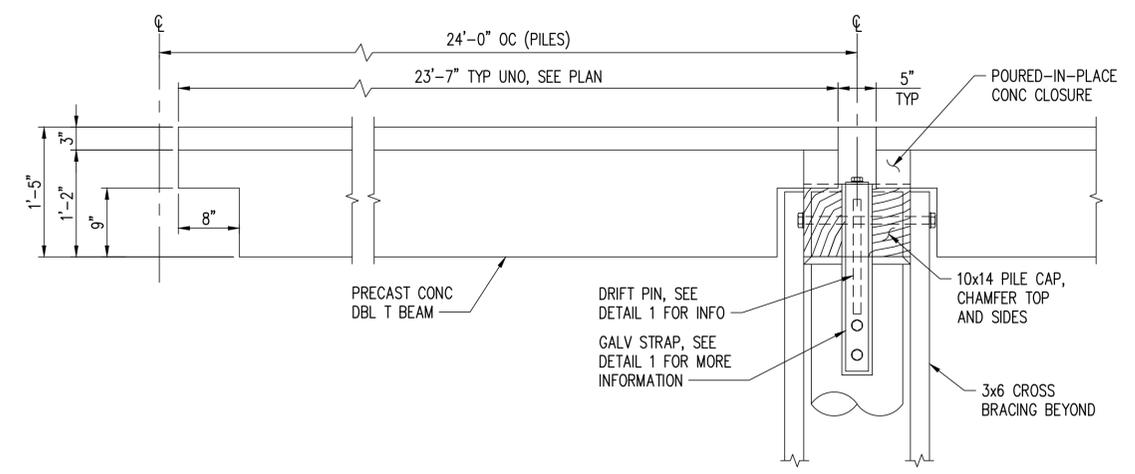 ℄
℄
24'-0" OC (PILES)
23'-7" TYP UNO, SEE PLAN
5"
TYP
POURED-IN-PLACE
CONC CLOSURE
3"
1'-5"
1'-2"
9"
8"
PRECAST CONC
DBL T BEAM
DRIFT PIN, SEE
DETAIL 1 FOR INFO
GALV STRAP, SEE
DETAIL 1 FOR MORE
INFORMATION
10x14 PILE CAP,
CHAMFER TOP
AND SIDES
3x6 CROSS
BRACING BEYOND